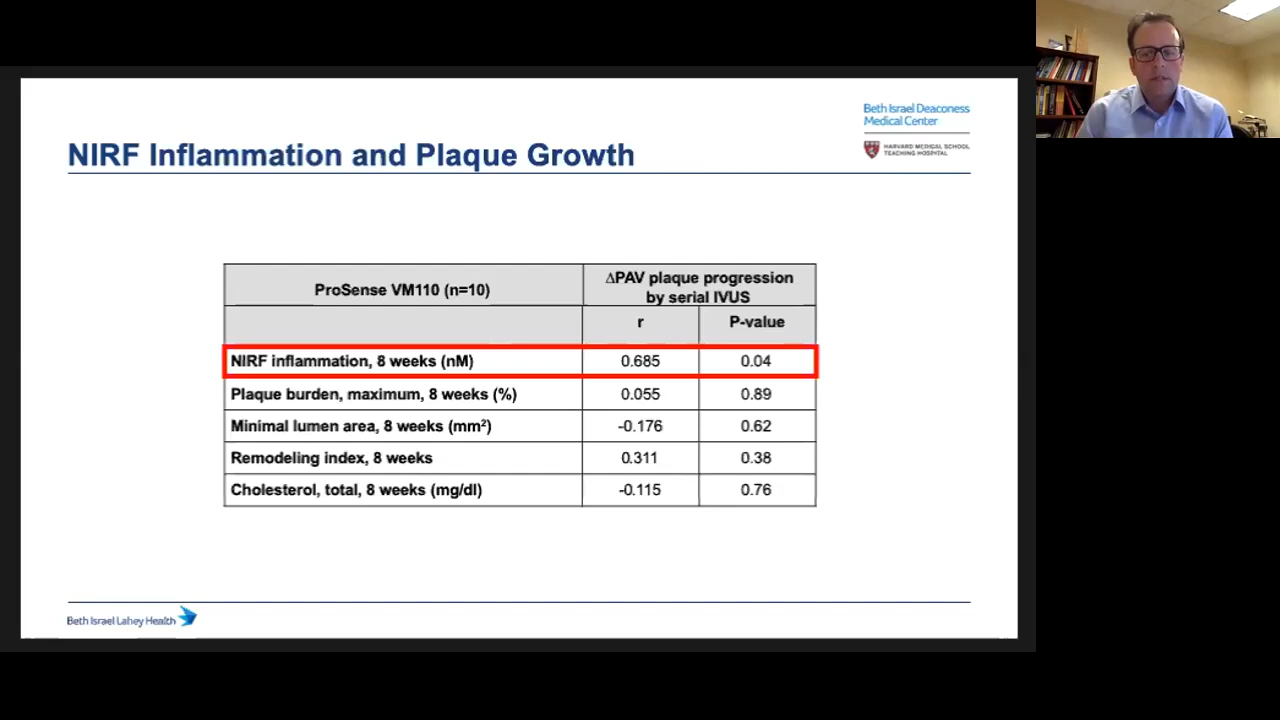 Beth Israel Deaconess
Medical Center
HARVARD MEDICAL SCHOOL
TEACHING HOSPITAL
NIRF Inflammation and Plaque Growth
ProSense VM110 (n=10)
∆PAV plaque progression
by serial IVUS
r
P-value
NIRF inflammation, 8 weeks (nM) 0.685 0.04
Plaque burden, maximum, 8 weeks (%) 0.055 0.89
Minimal lumen area, 8 weeks (mm²) -0.176 0.62
Remodeling index, 8 weeks 0.311 0.38
Cholesterol, total, 8 weeks (mg/dl) -0.115 0.76
Beth Israel Lahey Health